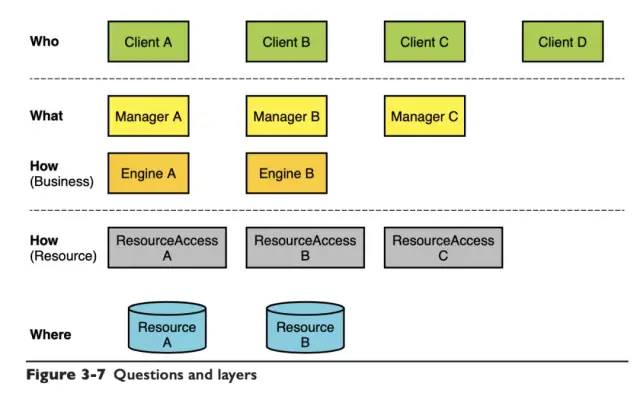 Who
Client A
Client B
Client C
Client D
What
Manager A
Manager B
Manager C
How
(Business)
Engine A
Engine B
How
(Resource)
ResourceAccess
A
ResourceAccess
B
ResourceAccess
C
Where
Resource
A
Resource
B
Figure 3-7 Questions and layers